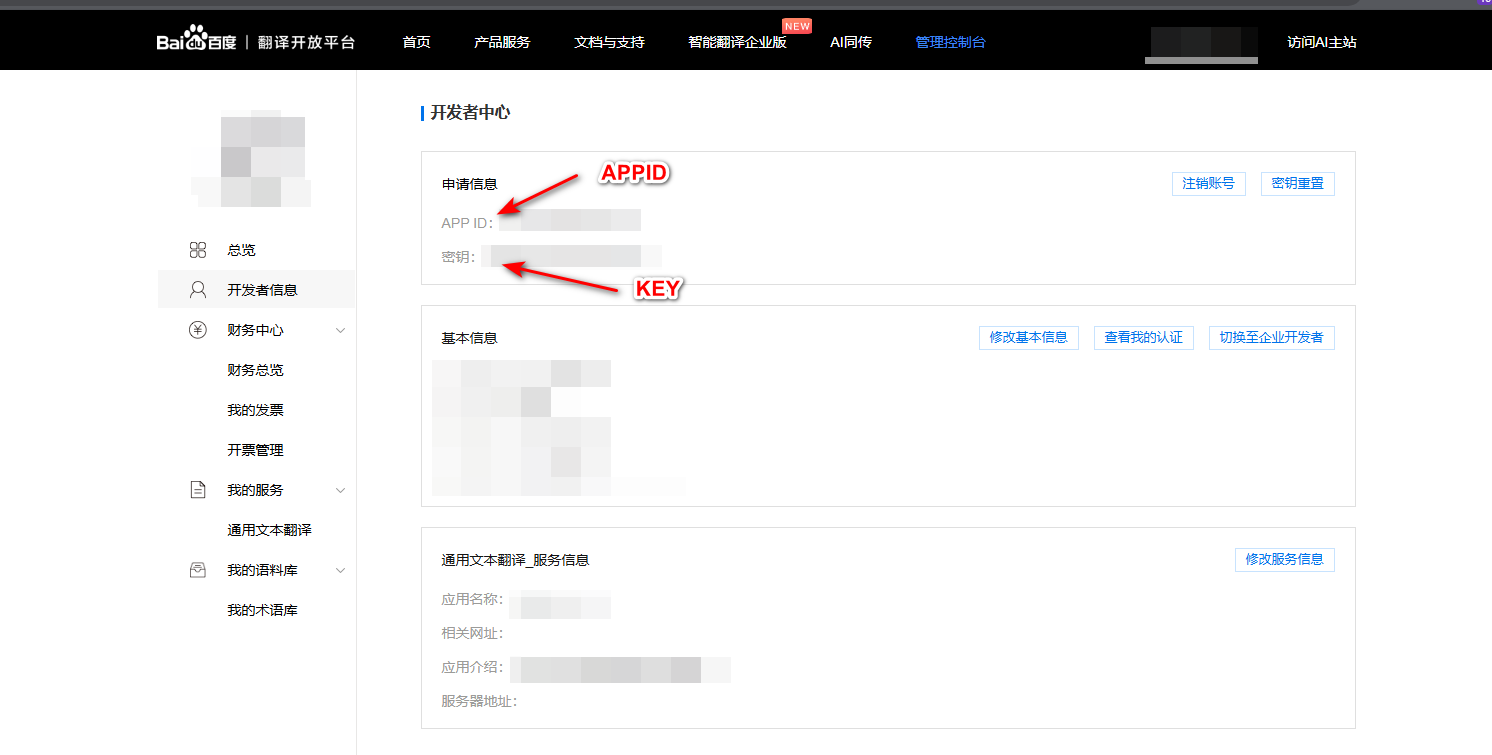 Bai百度 | 翻译开放平台
首页
产品服务
文档与支持
智能翻译企业版
NEW
AI同传
管理控制台
访问AI主站
总览
开发者信息
财务中心
财务总览
我的发票
开票管理
我的服务
通用文本翻译
我的语料库
我的术语库
开发者中心
申请信息
注销账号
密钥重置
APPID
APP ID：
密钥：
KEY
基本信息
修改基本信息
查看我的认证
切换至企业开发者
通用文本翻译_服务信息
修改服务信息
应用名称：
相关网址：
应用介绍：
服务器地址：